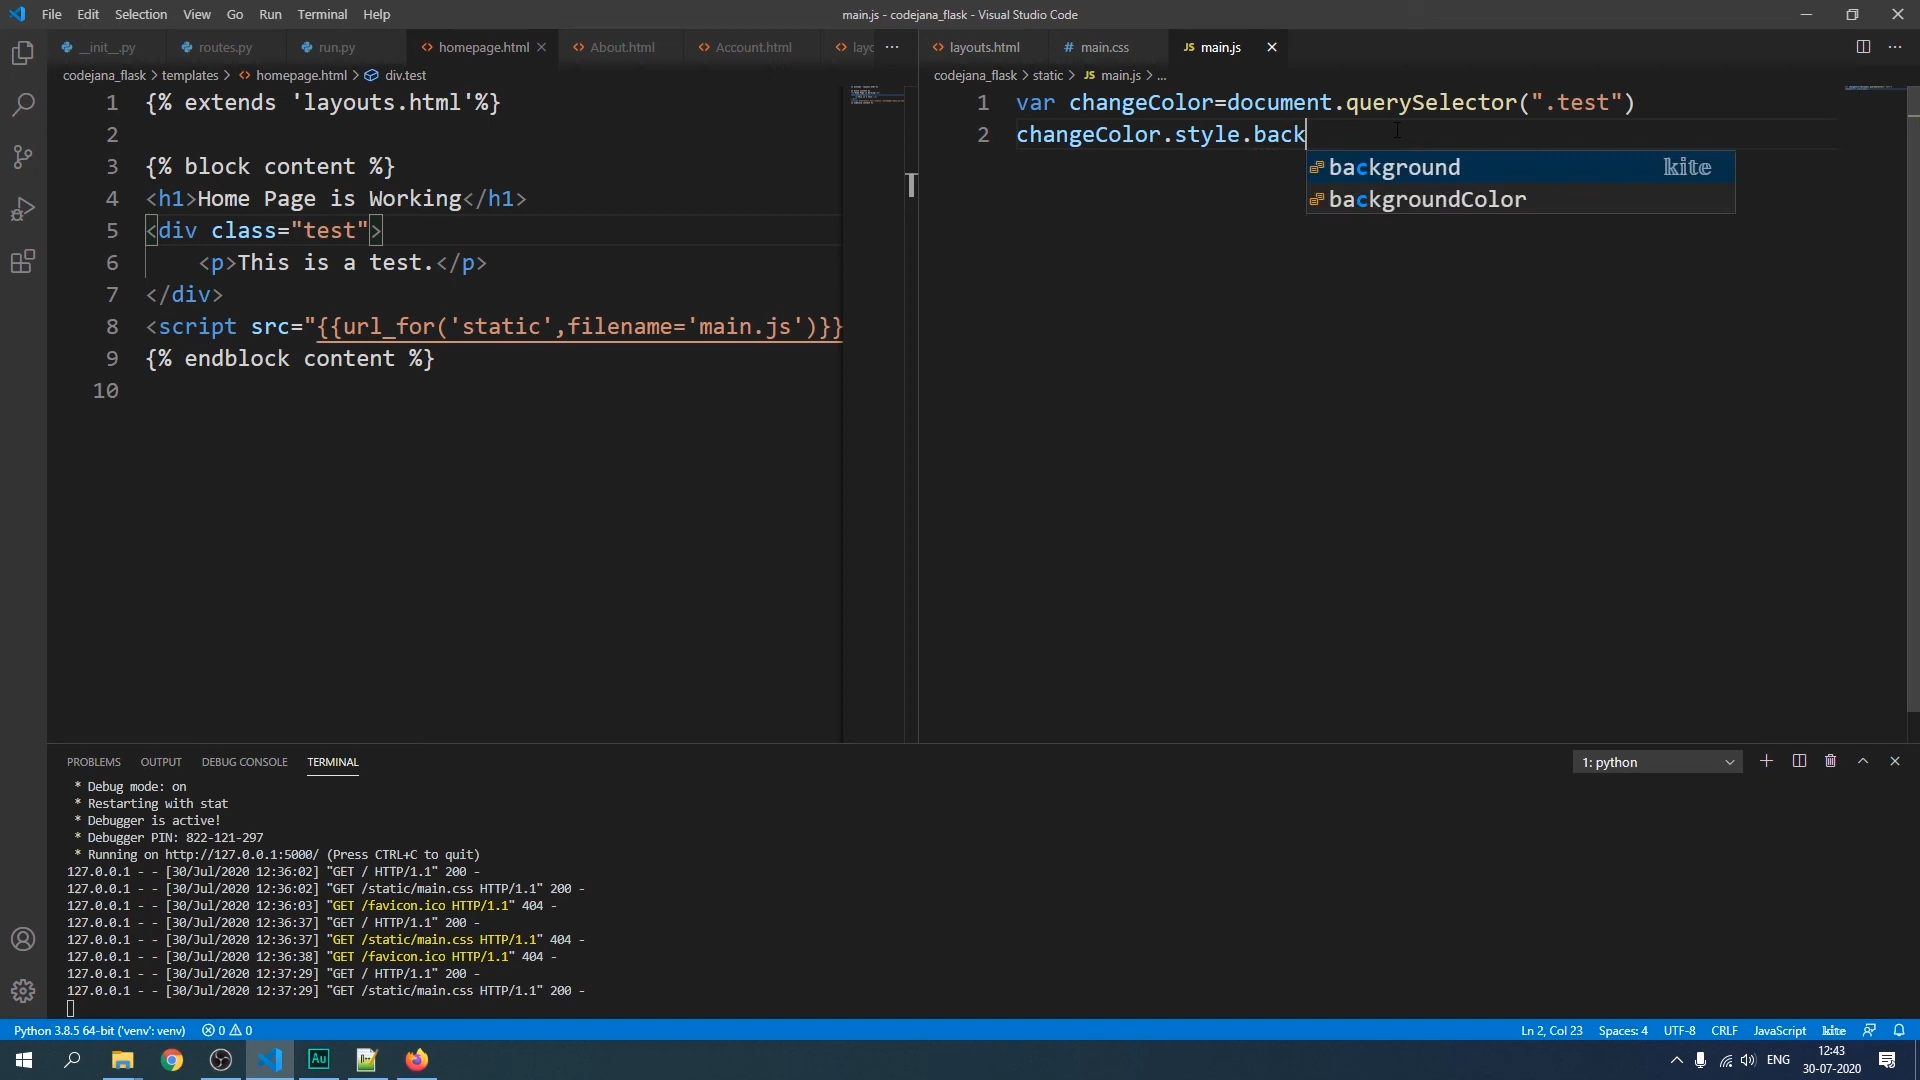 File Edit Selection View Go Run Terminal Help
main.js - codejana_flask - Visual Studio Code
__init__.py routes.py run.py homepage.html About.html Account.html
layouts.html main.css JS main.js
codejana_flask > templates > homepage.html > div.test
codejana_flask > static > JS main.js > ...
1 {% extends 'layouts.html'%}
2
3 {% block content %}
4 <h1>Home Page is Working</h1>
5 <div class="test">
6 <p>This is a test.</p>
7 </div>
8 <script src="{{url_for('static',filename='main.js')}}
9 {% endblock content %}
10
1 var changeColor=document.querySelector(".test")
2 changeColor.style.back
background kite
backgroundColor
PROBLEMS OUTPUT DEBUG CONSOLE TERMINAL
1: python
* Debug mode: on
* Restarting with stat
* Debugger is active!
* Debugger PIN: 822-121-297
* Running on http://127.0.0.1:5000/ (Press CTRL+C to quit)
127.0.0.1 - - [30/Jul/2020 12:36:02] "GET / HTTP/1.1" 200 -
127.0.0.1 - - [30/Jul/2020 12:36:02] "GET /static/main.css HTTP/1.1" 200 -
127.0.0.1 - - [30/Jul/2020 12:36:03] "GET /favicon.ico HTTP/1.1" 404 -
127.0.0.1 - - [30/Jul/2020 12:36:37] "GET / HTTP/1.1" 200 -
127.0.0.1 - - [30/Jul/2020 12:36:37] "GET /static/main.css HTTP/1.1" 404 -
127.0.0.1 - - [30/Jul/2020 12:36:38] "GET /favicon.ico HTTP/1.1" 404 -
127.0.0.1 - - [30/Jul/2020 12:37:29] "GET / HTTP/1.1" 200 -
127.0.0.1 - - [30/Jul/2020 12:37:29] "GET /static/main.css HTTP/1.1" 200 -
Python 3.8.5 64-bit ('venv': venv) 0 0
Ln 2, Col 23 Spaces: 4 UTF-8 CRLF JavaScript kite
Au
ENG
12:43
30-07-2020